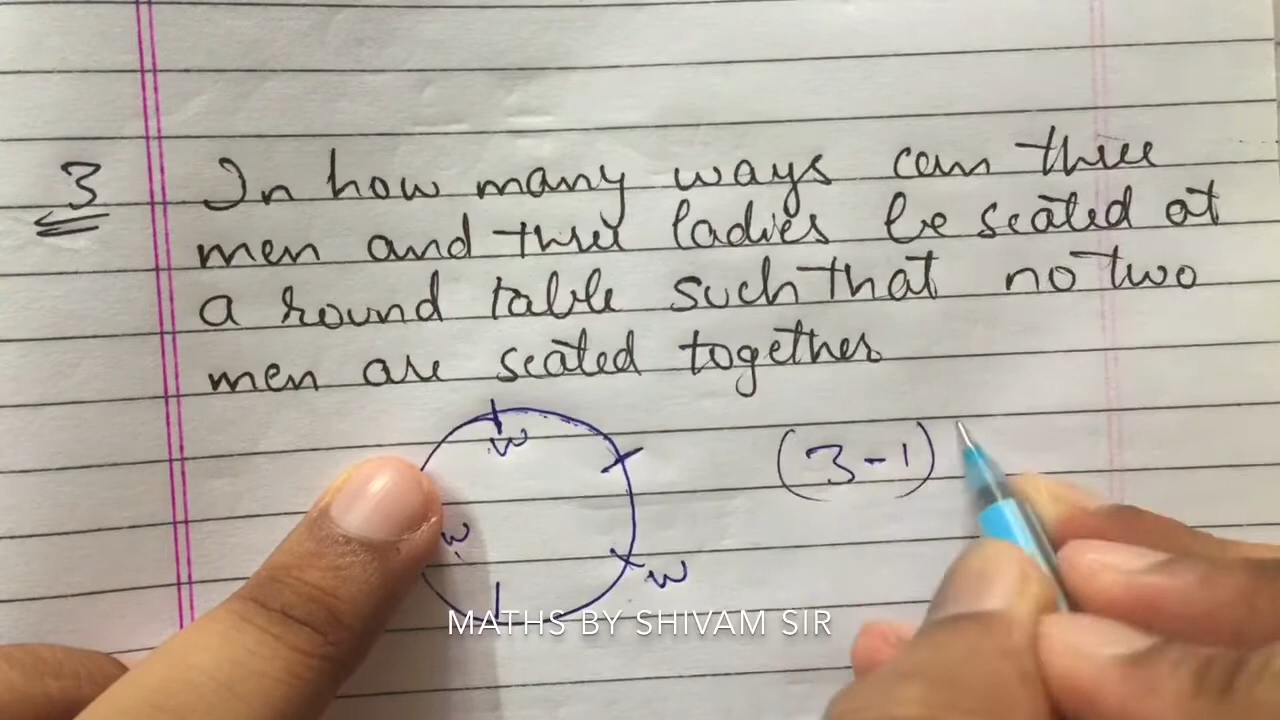 3 In how many ways can three
men and three ladies be seated at
a round table such that no two
men are seated together
w
(3-1)
w
w
MATHS BY SHIVAM SIR